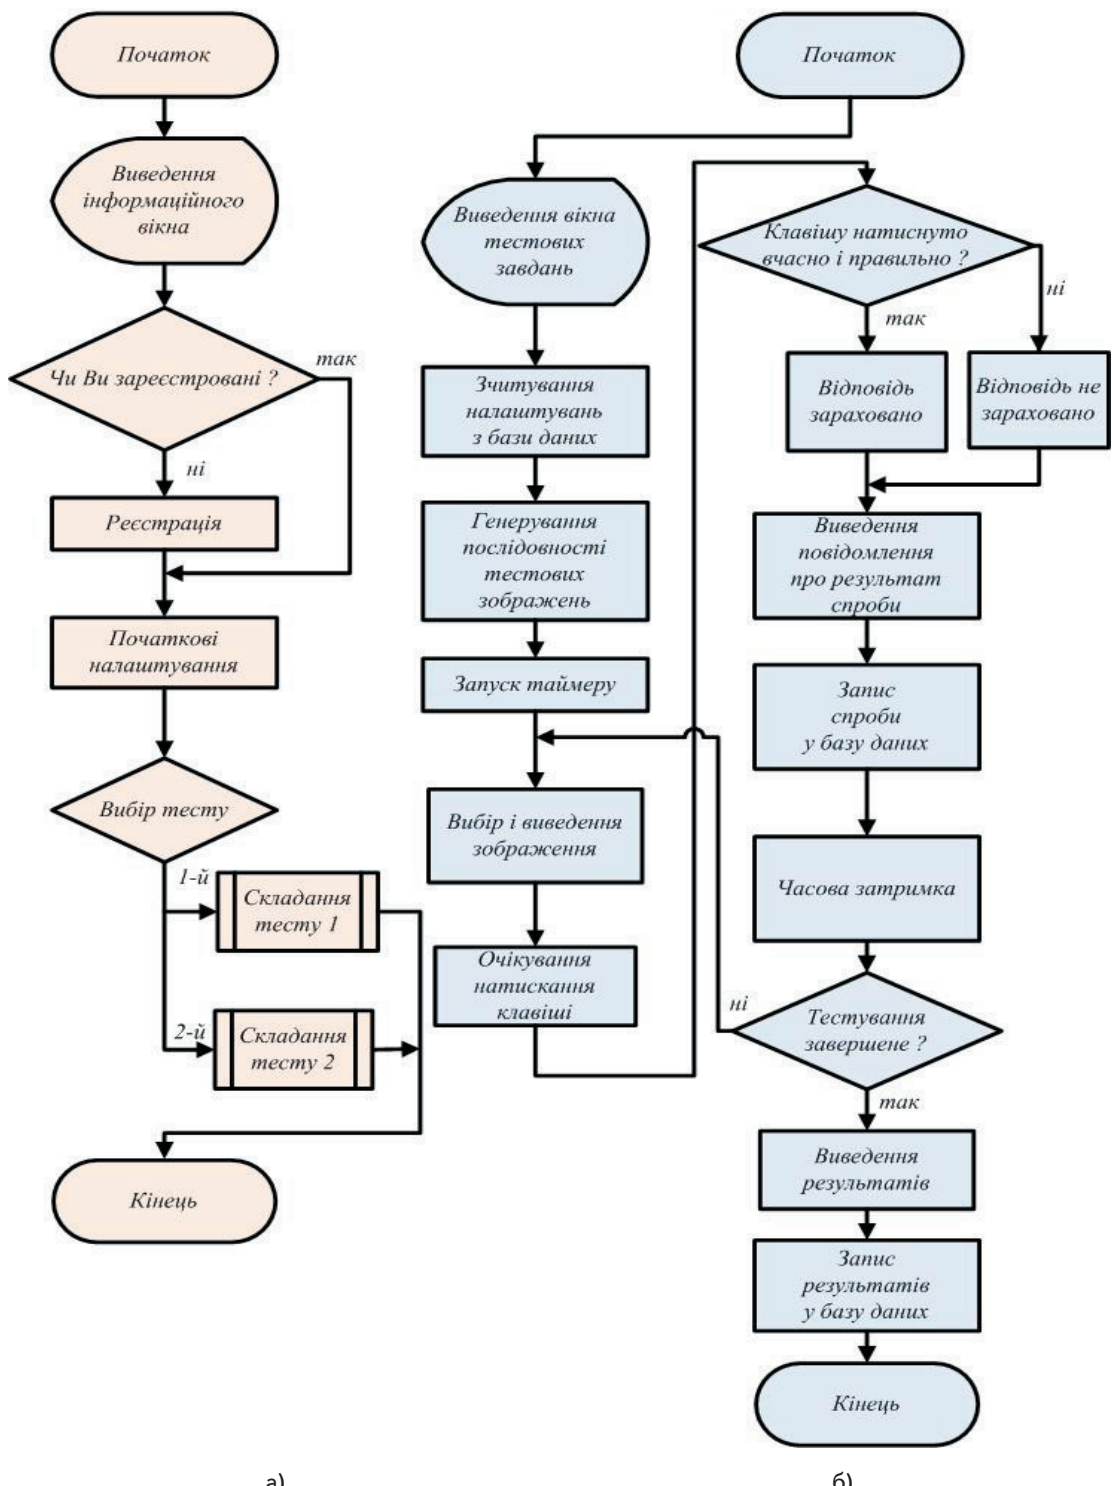 Початок
Виведення
інформаційного
вікна
Чи Ви зареєстровані ?
так
ні
Реєстрація
Початкові
налаштування
Вибір тесту
1-й
Складання
тесту 1
2-й
Складання
тесту 2
Кінець
а)
Початок
Виведення вікна
тестових
завдань
Зчитування
налаштувань
з бази даних
Генерування
послідовності
тестових
зображень
Запуск таймеру
Вибір і виведення
зображення
Очікування
натискання
клавіші
Клавішу натиснуто
вчасно і правильно ?
так
ні
Відповідь
зараховано
Відповідь не
зараховано
Виведення
повідомлення
про результат
спроби
Запис
спроби
у базу даних
Часова затримка
Тестування
завершене ?
ні
так
Виведення
результатів
Запис
результатів
у базу даних
Кінець
б)